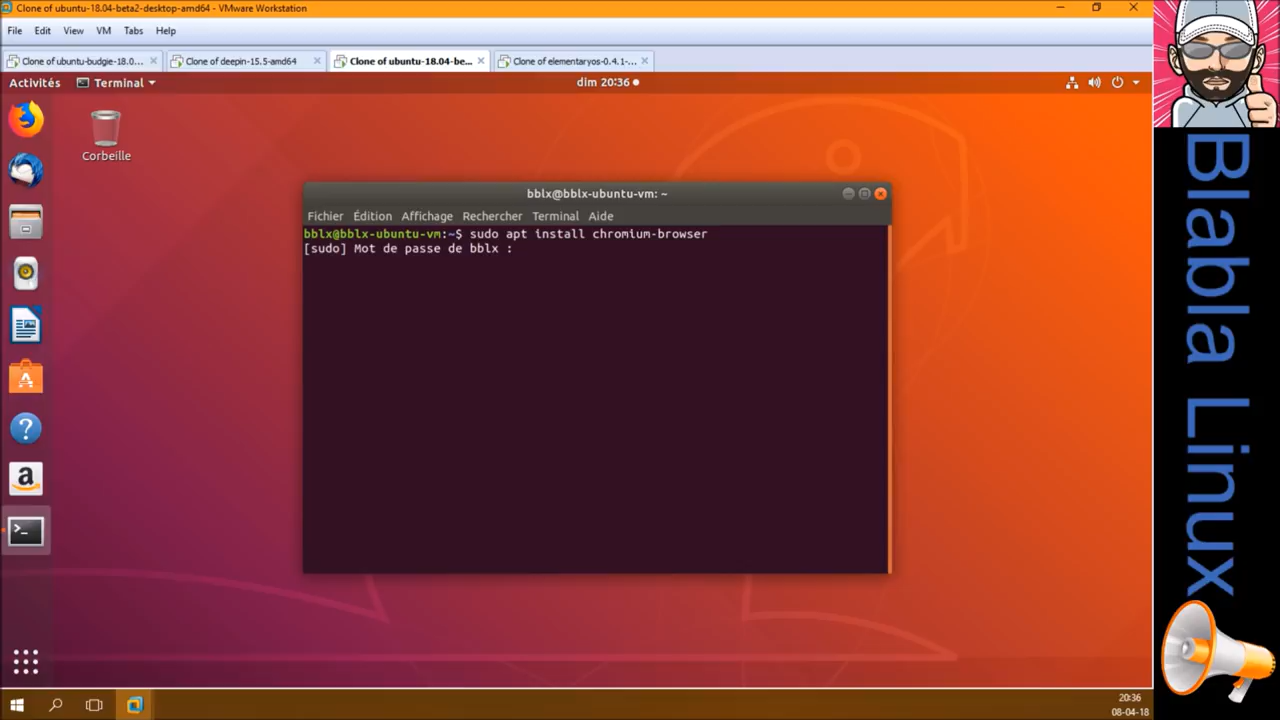 Clone of ubuntu-18.04-beta2-desktop-amd64 - VMware Workstation
File Edit View VM Tabs Help
Clone of ubuntu-budgie-18.0... Clone of deepin-15.5-amd64 Clone of ubuntu-18.04-be... Clone of elementaryos-0.4.1-...
Activités Terminal dim 20:36
Corbeille
bblx@bblx-ubuntu-vm: ~
Fichier Édition Affichage Rechercher Terminal Aide
bblx@bblx-ubuntu-vm:~$ sudo apt install chromium-browser
[sudo] Mot de passe de bblx :
20:36
08-04-18
Blabla Linux